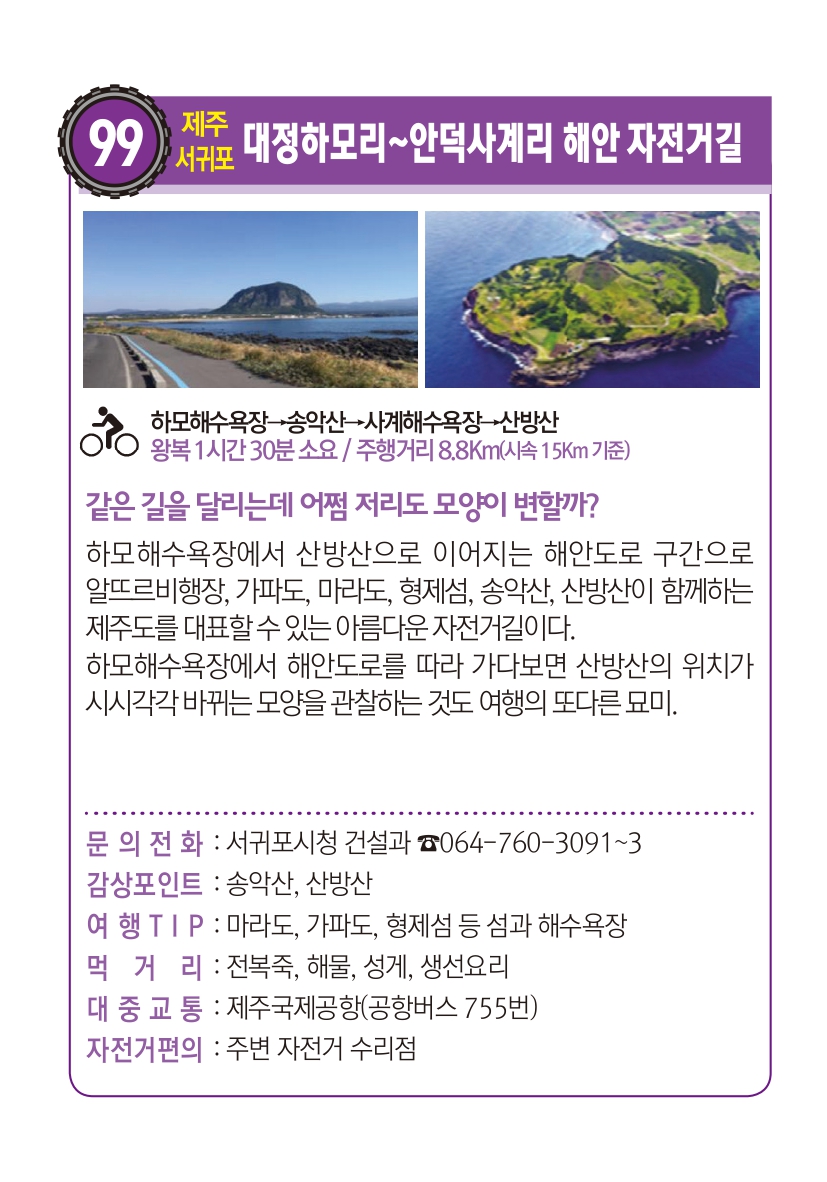 99
제주
서귀포
대정하모리~안덕사계리 해안 자전거길
하모해수욕장→송악산→사계해수욕장→산방산
왕복 1시간 30분 소요 / 주행거리 8.8Km(시속 15Km 기준)
같은 길을 달리는데 어쩜 저리도 모양이 변할까?
하모해수욕장에서 산방산으로 이어지는 해안도로 구간으로
알뜨르비행장, 가파도, 마라도, 형제섬, 송악산, 산방산이 함께하는
제주도를 대표할 수 있는 아름다운 자전거길이다.
하모해수욕장에서 해안도로를 따라 가다보면 산방산의 위치가
시시각각 바뀌는 모양을 관찰하는 것도 여행의 또다른 묘미.
문 의 전 화 : 서귀포시청 건설과 ☎064-760-3091~3
감상포인트 : 송악산, 산방산
여 행 T I P : 마라도, 가파도, 형제섬 등 섬과 해수욕장
먹 거 리 : 전복죽, 해물, 성게, 생선요리
대 중 교 통 : 제주국제공항(공항버스 755번)
자전거편의 : 주변 자전거 수리점